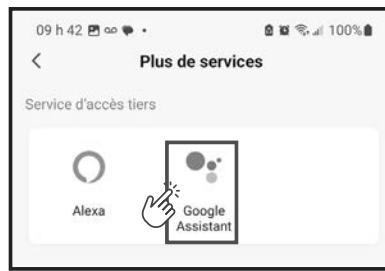 09 h 42 100%
Plus de services
Service d'accès tiers
Alexa
Google
Assistant